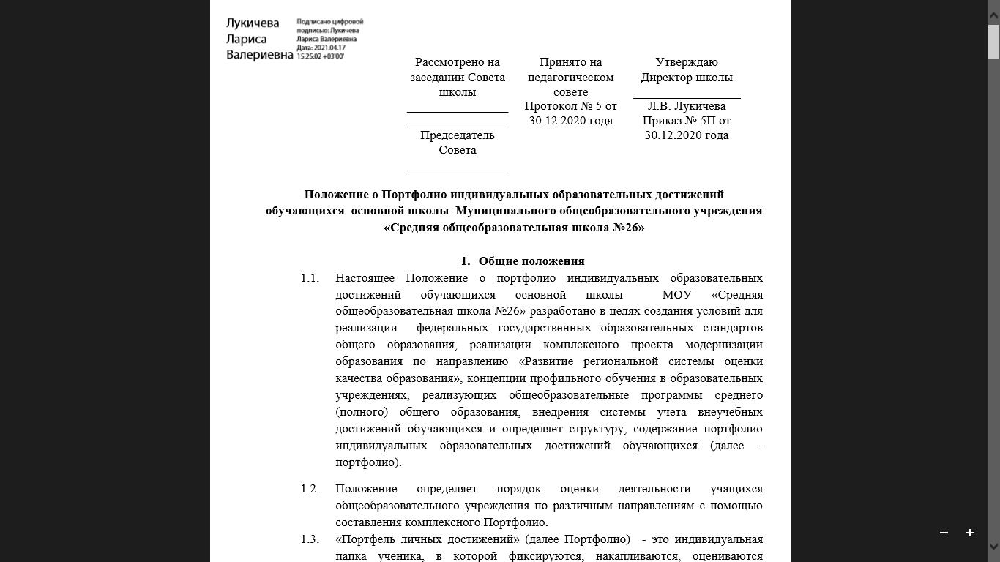 Лукичева
Лариса
Валериевна
Подписано цифровой
подписью: Лукичева
Лариса Валериевна
Дата: 2021.04.17
15:25:02 +03'00'
Рассмотрено на
заседании Совета
школы
Председатель
Совета
Принято на
педагогическом
совете
Протокол № 5 от
30.12.2020 года
Утверждаю
Директор школы
Л.В. Лукичева
Приказ № 5П от
30.12.2020 года
Положение о Портфолио индивидуальных образовательных достижений
обучающихся основной школы Муниципального общеобразовательного учреждения
«Средняя общеобразовательная школа №26»
1. Общие положения
1.1. Настоящее Положение о портфолио индивидуальных образовательных
достижений обучающихся основной школы МОУ «Средняя
общеобразовательная школа №26» разработано в целях создания условий для
реализации федеральных государственных образовательных стандартов
общего образования, реализации комплексного проекта модернизации
образования по направлению «Развитие региональной системы оценки
качества образования», концепции профильного обучения в образовательных
учреждениях, реализующих общеобразовательные программы среднего
(полного) общего образования, внедрения системы учета внеучебных
достижений обучающихся и определяет структуру, содержание портфолио
индивидуальных образовательных достижений обучающихся (далее –
портфолио).
1.2. Положение определяет порядок оценки деятельности учащихся
общеобразовательного учреждения по различным направлениям с помощью
составления комплексного Портфолио.
1.3. «Портфель личных достижений» (далее Портфолио) - это индивидуальная
папка ученика, в которой фиксируются, накапливаются, оцениваются